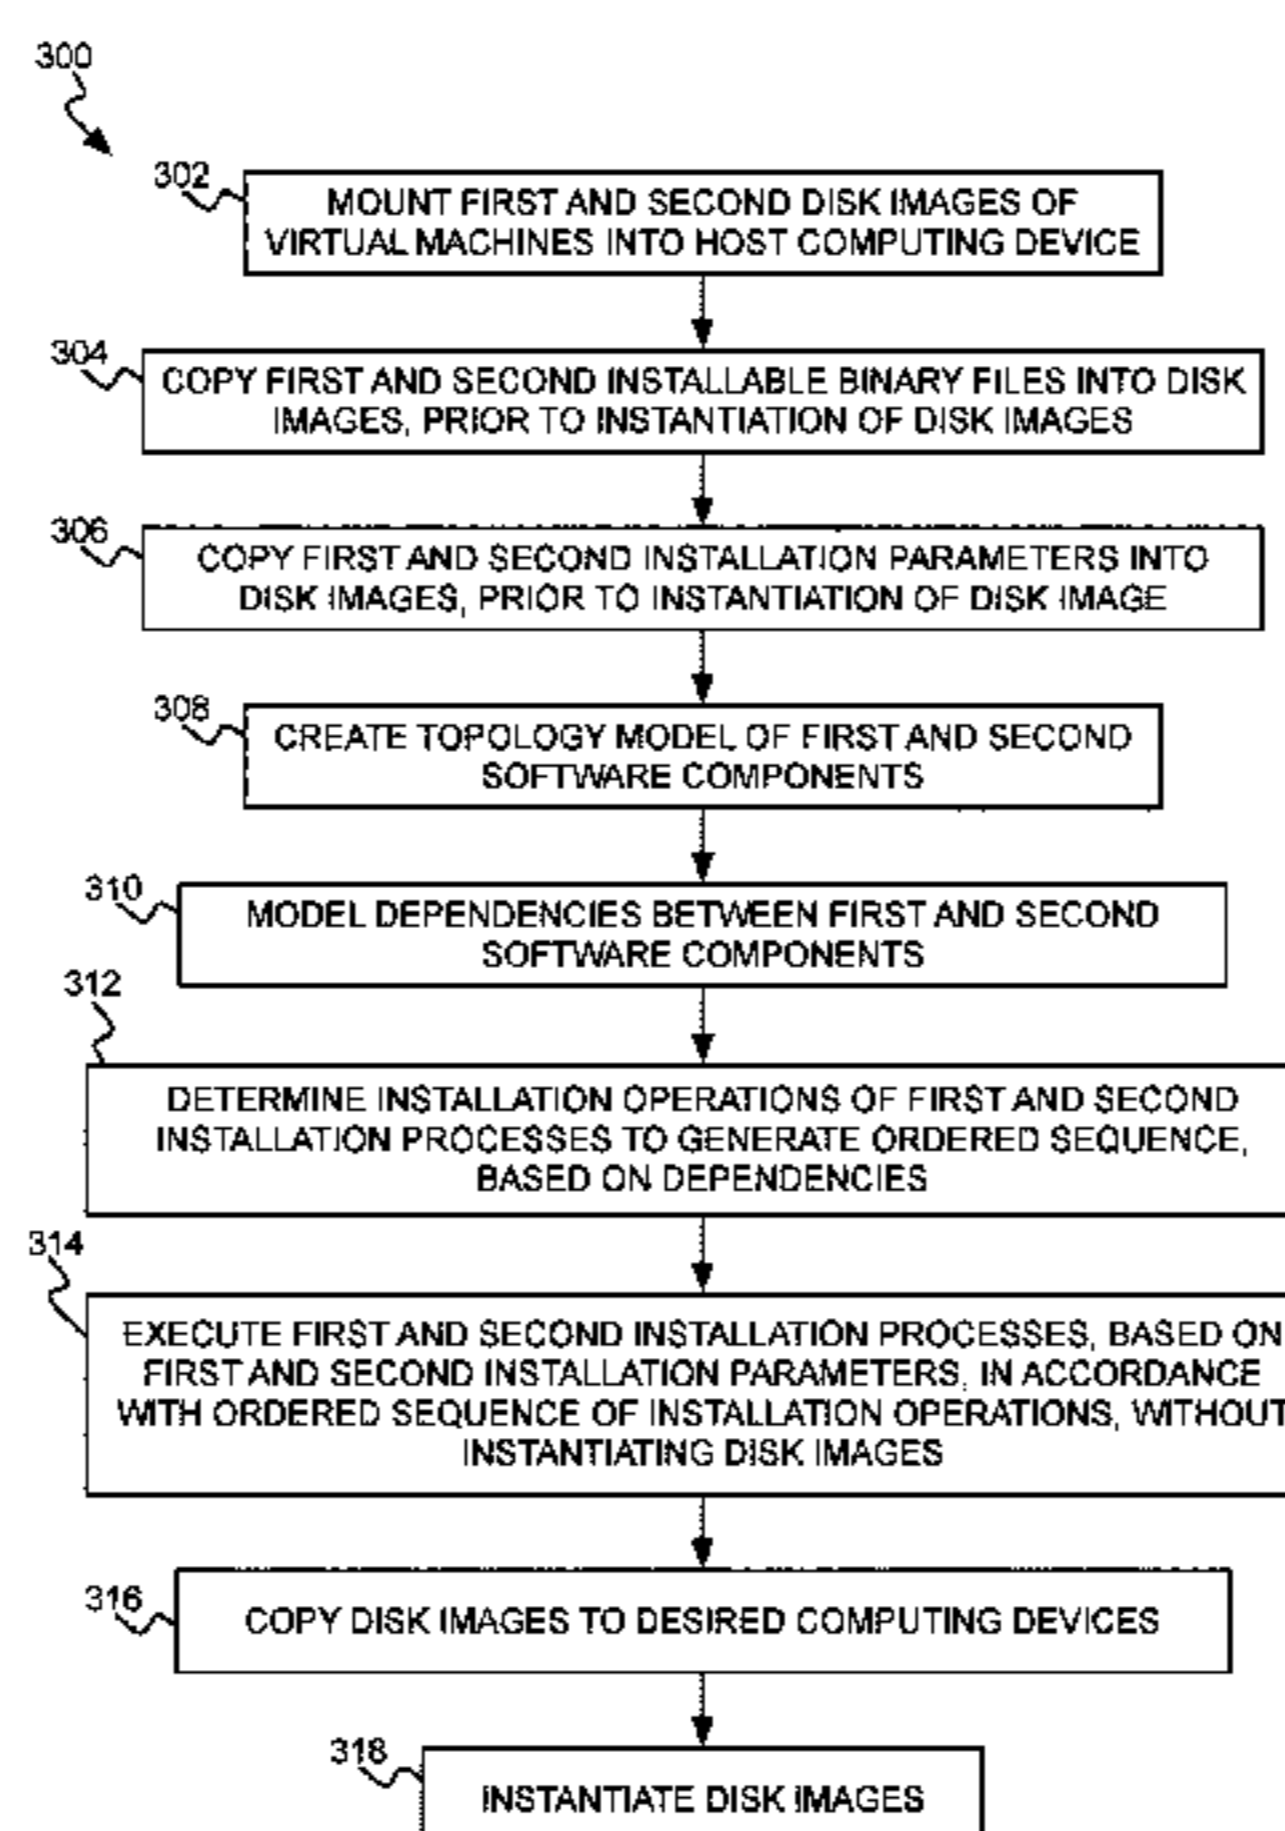 300
302
MOUNT FIRST AND SECOND DISK IMAGES OF
VIRTUAL MACHINES INTO HOST COMPUTING DEVICE
304
COPY FIRST AND SECOND INSTALLABLE BINARY FILES INTO DISK
IMAGES, PRIOR TO INSTANTIATION OF DISK IMAGES
306
COPY FIRST AND SECOND INSTALLATION PARAMETERS INTO
DISK IMAGES, PRIOR TO INSTANTIATION OF DISK IMAGE
308
CREATE TOPOLOGY MODEL OF FIRST AND SECOND
SOFTWARE COMPONENTS
310
MODEL DEPENDENCIES BETWEEN FIRST AND SECOND
SOFTWARE COMPONENTS
312
DETERMINE INSTALLATION OPERATIONS OF FIRST AND SECOND
INSTALLATION PROCESSES TO GENERATE ORDERED SEQUENCE,
BASED ON DEPENDENCIES
314
EXECUTE FIRST AND SECOND INSTALLATION PROCESSES, BASED ON
FIRST AND SECOND INSTALLATION PARAMETERS, IN ACCORDANCE
WITH ORDERED SEQUENCE OF INSTALLATION OPERATIONS, WITHOUT
INSTANTIATING DISK IMAGES
316
COPY DISK IMAGES TO DESIRED COMPUTING DEVICES
318
INSTANTIATE DISK IMAGES